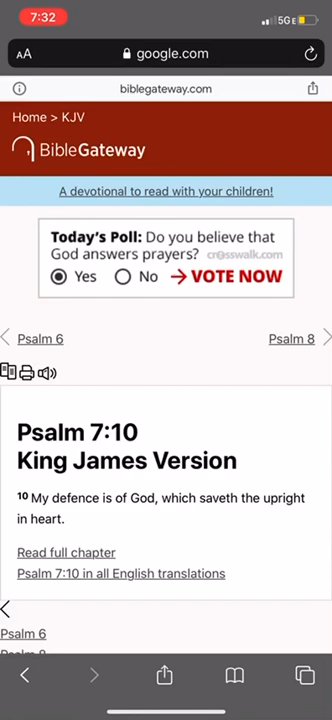 7:32
5GE
AA google.com
biblegateway.com
Home > KJV
BibleGateway
A devotional to read with your children!
Today's Poll: Do you believe that
God answers prayers? crosswalk.com
Yes No → VOTE NOW
Psalm 6 Psalm 8
Psalm 7:10
King James Version
10 My defence is of God, which saveth the upright
in heart.
Read full chapter
Psalm 7:10 in all English translations
Psalm 6
Psalm 8